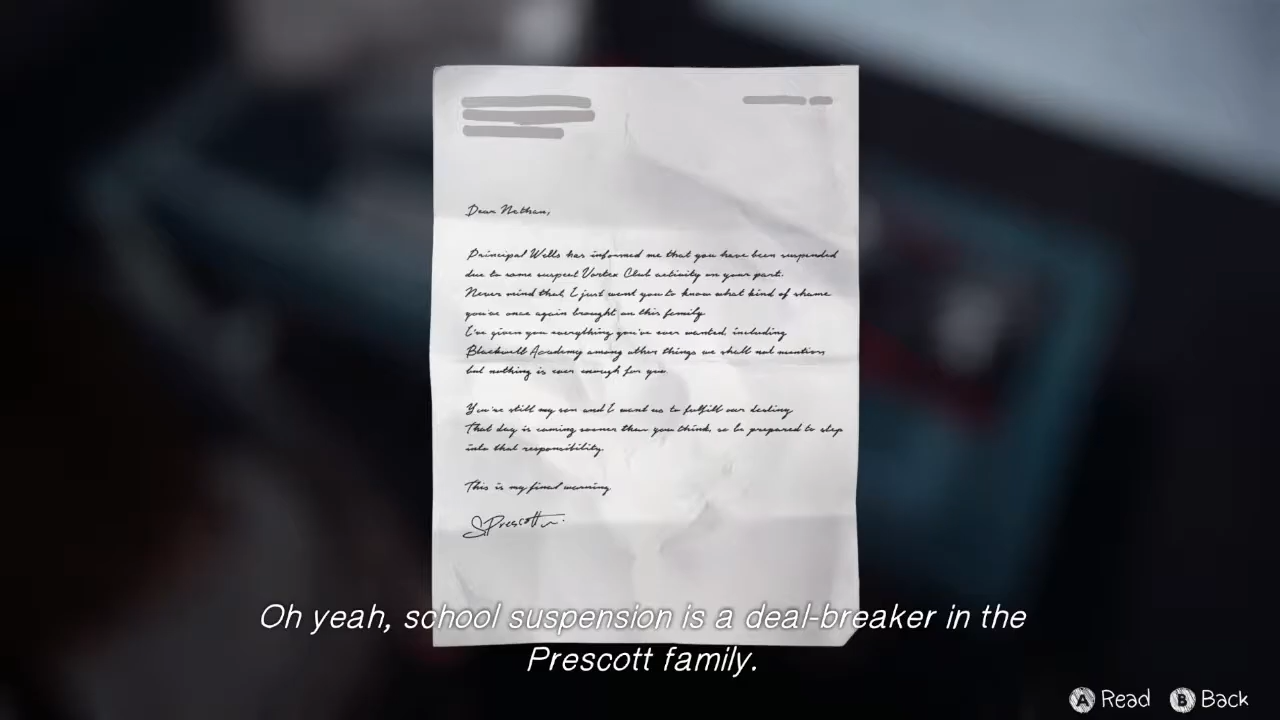 Dear Nathan,
Principal Wells has informed me that you have been suspended
due to some suspect Vortex Club activity on your part.
Never mind that, I just want you to know what kind of shame
you've once again brought on this family
I've given you everything you've ever wanted, including
Blackwell Academy among other things we shall not mention
but nothing is ever enough for you.
You're still my son and I want us to fulfill our destiny
That day is coming sooner than you think, so be prepared to step
into that responsibility.
This is my final warning.
S. Prescott
Oh yeah, school suspension is a deal-breaker in the
Prescott family.
A Read B Back